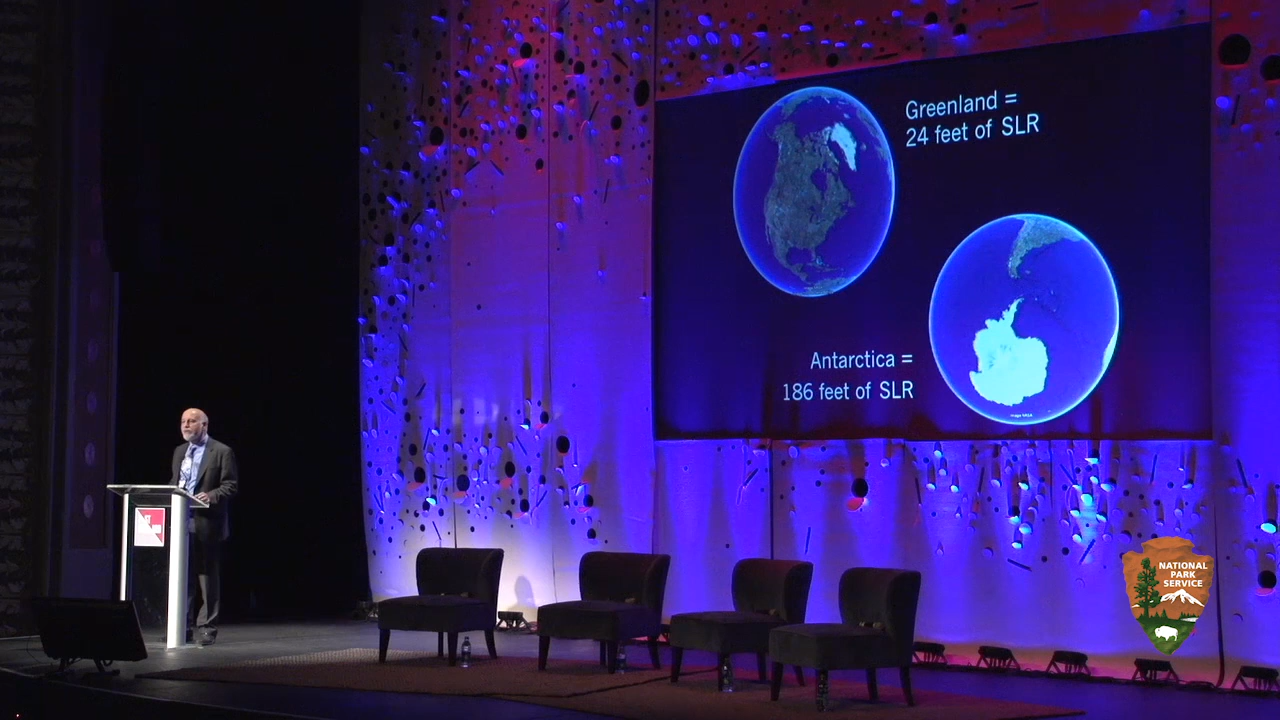 Greenland =
24 feet of SLR
Antarctica =
186 feet of SLR
NATIONAL
PARK
SERVICE